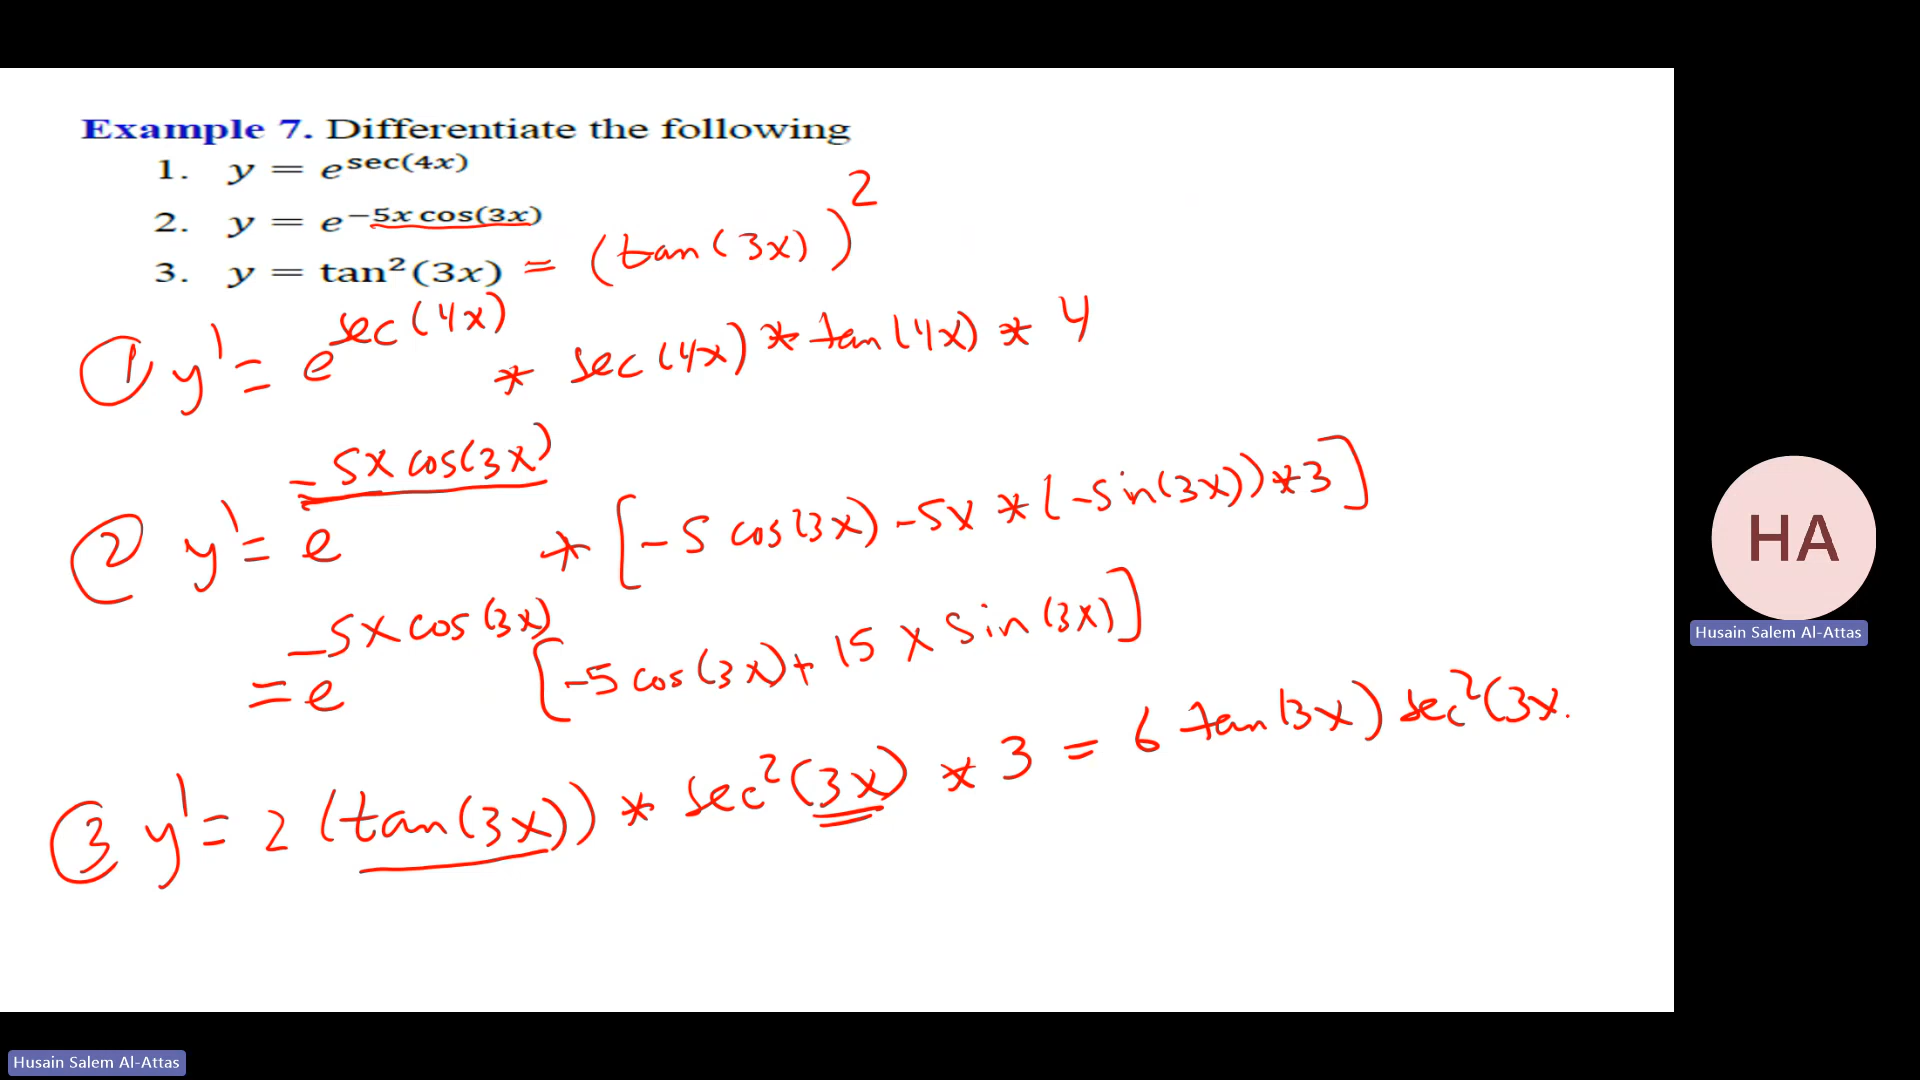 Example 7. Differentiate the following
1. y = e^sec(4x)
2. y = e^−5x cos(3x)
3. y = tan²(3x) = (tan(3x))²
① y' = e^sec(4x) * sec(4x) * tan(4x) * 4
② y' = e^−5x cos(3x) * [−5 cos(3x) − 5x * (−sin(3x)) * 3]
= e^−5x cos(3x) [−5 cos(3x) + 15 x sin(3x)]
③ y' = 2 (tan(3x)) * sec²(3x) * 3 = 6 tan(3x) sec²(3x.
HA
Husain Salem Al-Attas
Husain Salem Al-Attas